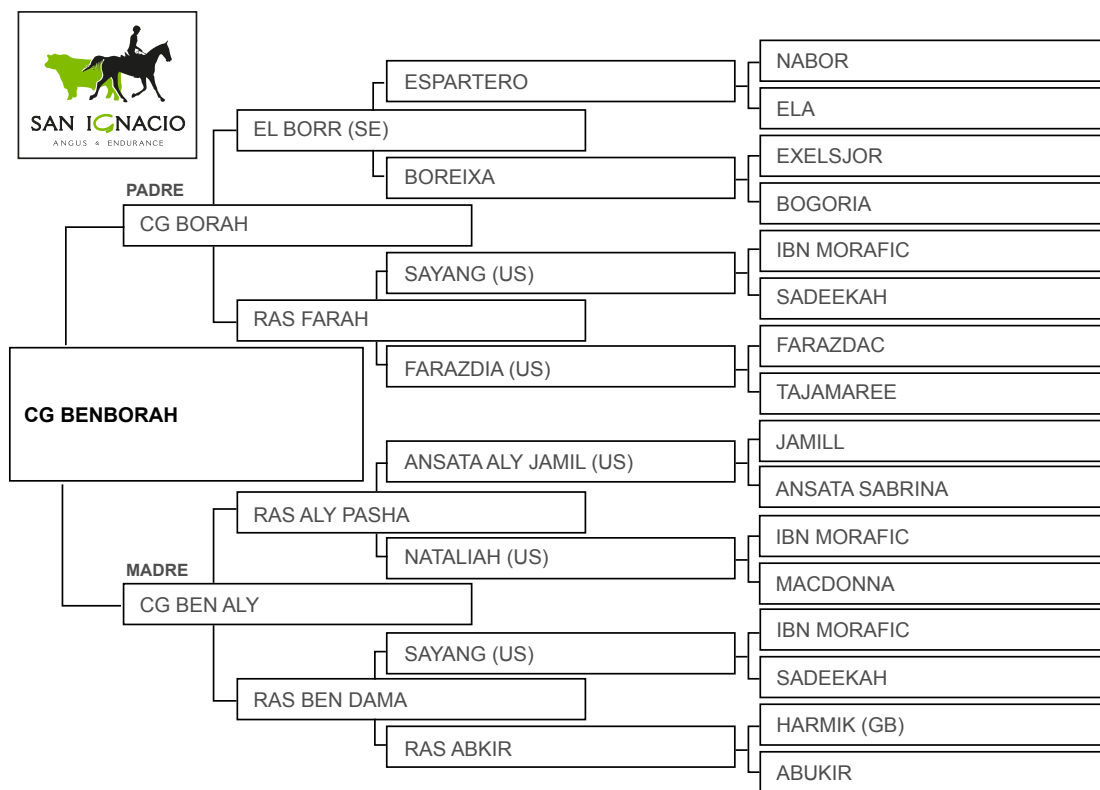 SAN IGNACIO
ANGUS & ENDURANCE
NABOR
ESPARTERO
ELA
EL BORR (SE)
EXELSJOR
BOREIXA
BOGORIA
PADRE
CG BORAH
IBN MORAFIC
SAYANG (US)
SADEEKAH
RAS FARAH
FARAZDAC
FARAZDIA (US)
TAJAMAREE
CG BENBORAH
JAMILL
ANSATA ALY JAMIL (US)
ANSATA SABRINA
RAS ALY PASHA
IBN MORAFIC
NATALIAH (US)
MACDONNA
MADRE
CG BEN ALY
IBN MORAFIC
SAYANG (US)
SADEEKAH
RAS BEN DAMA
HARMIK (GB)
RAS ABKIR
ABUKIR